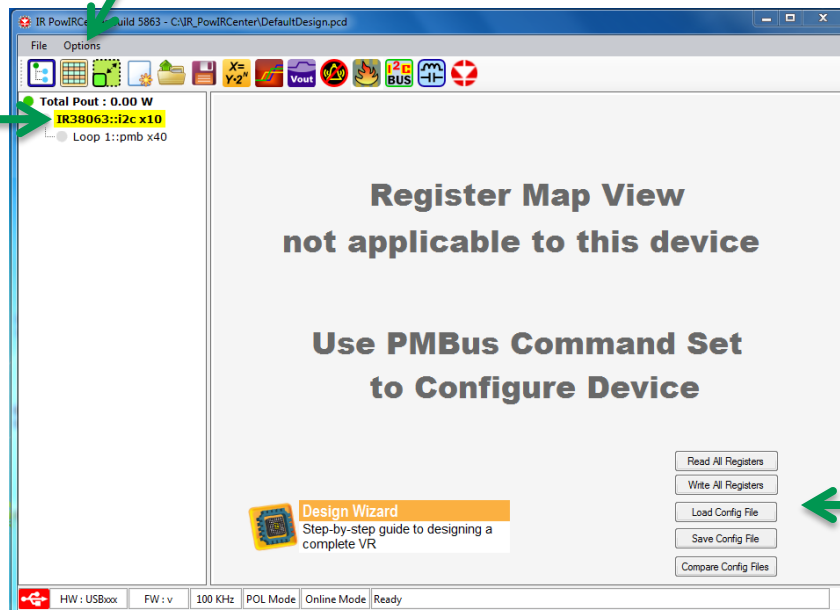 IR PowIRCenter Build 5863 - C:\IR_PowIRCenter\DefaultDesign.pcd
File Options
X=
Y·2ⁿ
Vout
I²C
BUS
Total Pout : 0.00 W
IR38063::i2c x10
Loop 1::pmb x40
Register Map View
not applicable to this device
Use PMBus Command Set
to Configure Device
Read All Registers
Write All Registers
Load Config File
Save Config File
Compare Config Files
Design Wizard
Step-by-step guide to designing a
complete VR
HW : USBxxx FW : v 100 KHz POL Mode Online Mode Ready